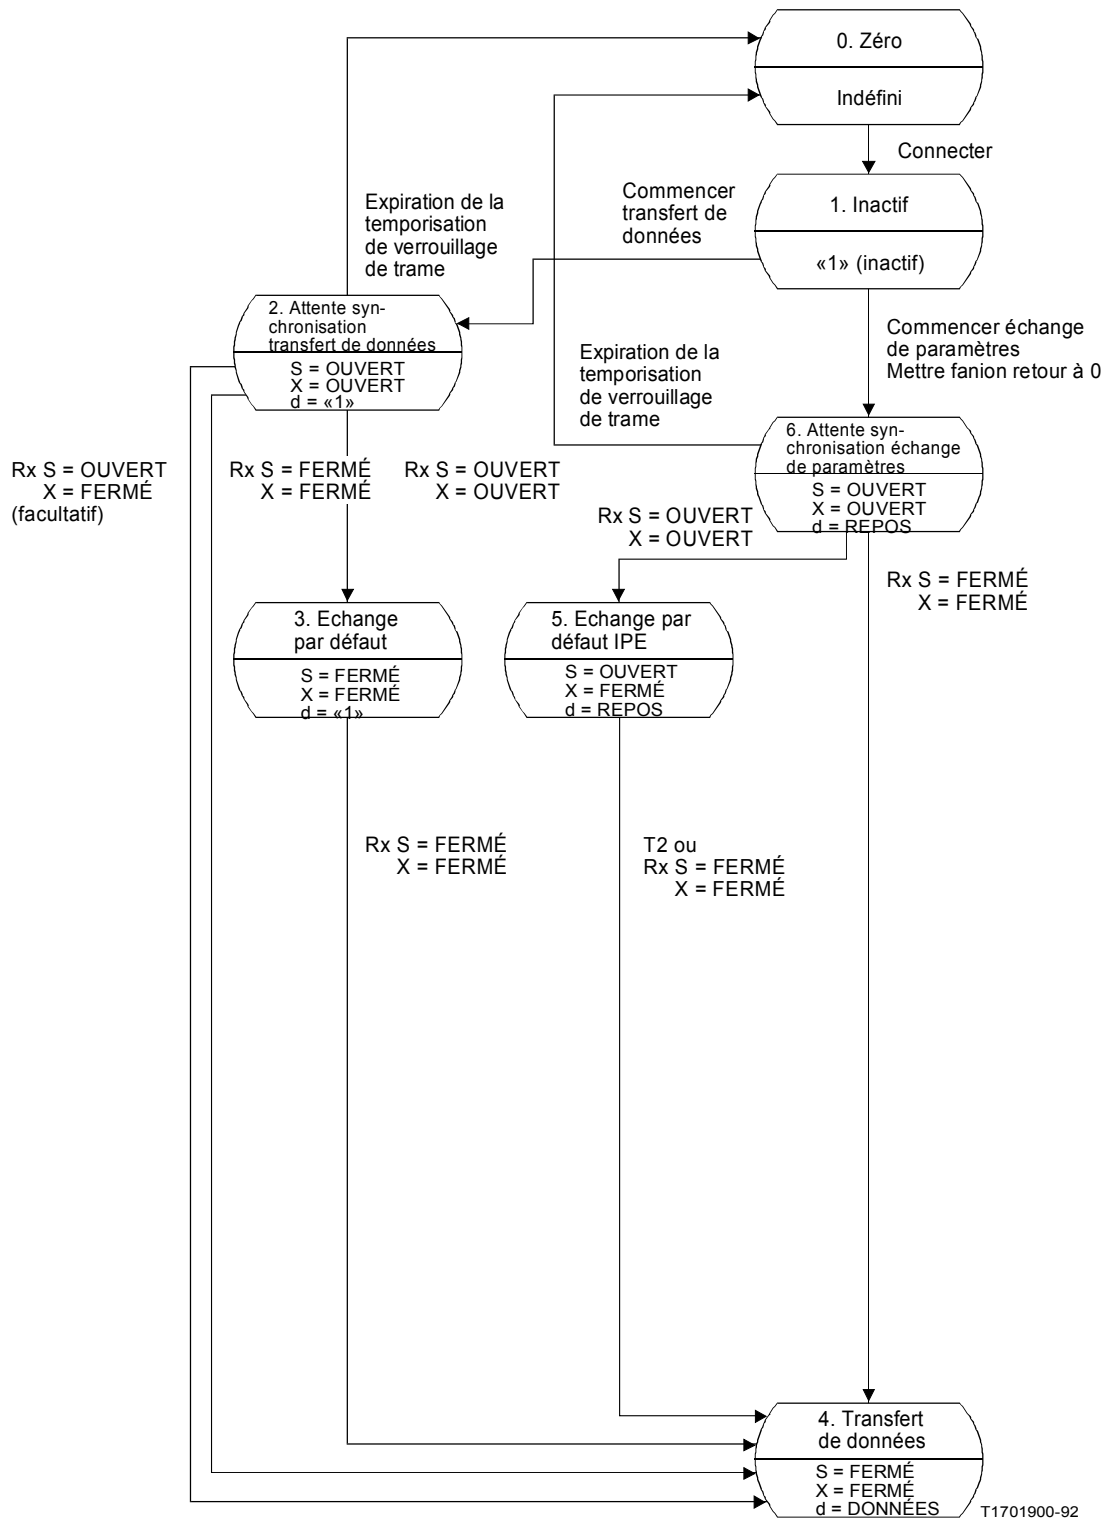 0. Zéro
Indéfini
Connecter
Expiration de la
temporisation
de verrouillage
de trame
Commencer
transfert de
données
1. Inactif
«1» (inactif)
2. Attente syn-
chronisation
transfert de données
S = OUVERT
X = OUVERT
d = «1»
Expiration de la
temporisation
de verrouillage
de trame
Commencer échange
de paramètres
Mettre fanion retour à 0
6. Attente syn-
chronisation échange
de paramètres
S = OUVERT
X = OUVERT
d = REPOS
Rx S = OUVERT
X = FERMÉ
(facultatif)
Rx S = FERMÉ
X = FERMÉ
Rx S = OUVERT
X = OUVERT
Rx S = OUVERT
X = OUVERT
Rx S = FERMÉ
X = FERMÉ
3. Echange
par défaut
S = FERMÉ
X = FERMÉ
d = «1»
5. Echange par
défaut IPE
S = OUVERT
X = FERMÉ
d = REPOS
Rx S = FERMÉ
X = FERMÉ
T2 ou
Rx S = FERMÉ
X = FERMÉ
4. Transfert
de données
S = FERMÉ
X = FERMÉ
d = DONNÉES
T1701900-92